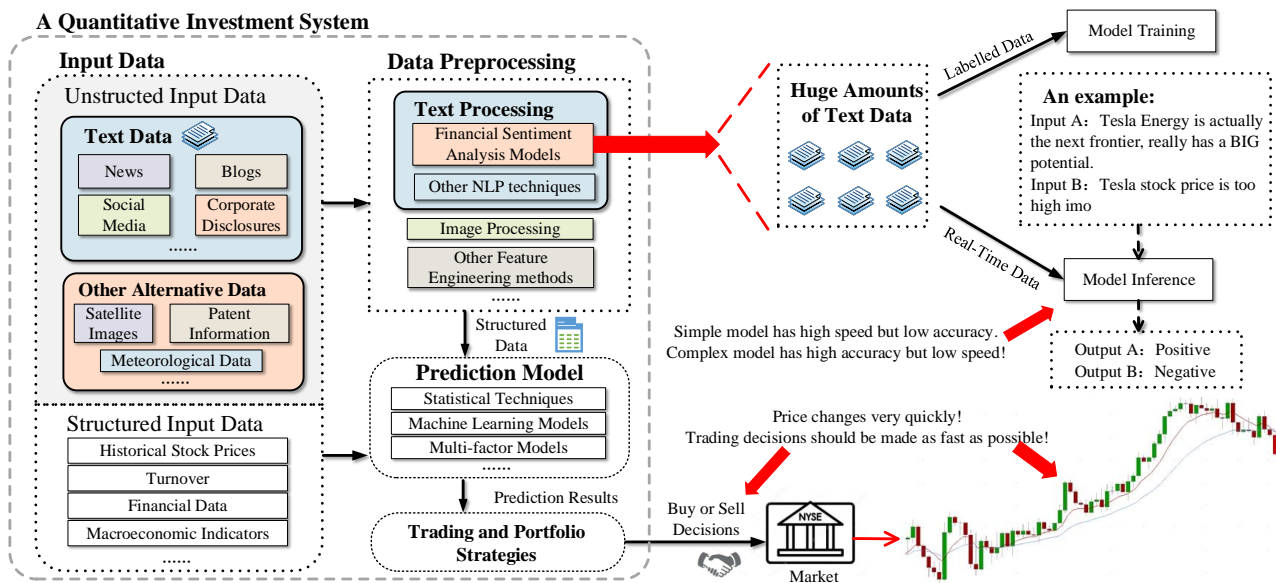 A Quantitative Investment System
Input Data
Unstructed Input Data
Text Data
News
Blogs
Social
Media
Corporate
Disclosures
......
Other Alternative Data
Satellite
Images
Patent
Information
Meteorological Data
......
Structured Input Data
Historical Stock Prices
Turnover
Financial Data
Macroeconomic Indicators
Data Preprocessing
Text Processing
Financial Sentiment
Analysis Models
Other NLP techniques
Image Processing
Other Feature
Engineering methods
......
Structured
Data
Prediction Model
Statistical Techniques
Machine Learning Models
Multi-factor Models
......
Prediction Results
Trading and Portfolio
Strategies
Huge Amounts
of Text Data
Labelled Data
Model Training
Real-Time Data
An example:
Input A: Tesla Energy is actually
the next frontier, really has a BIG
potential.
Input B: Tesla stock price is too
high imo
Model Inference
Simple model has high speed but low accuracy.
Complex model has high accuracy but low speed!
Output A: Positive
Output B: Negative
Price changes very quickly!
Trading decisions should be made as fast as possible!
Buy or Sell
Decisions
NYSE
Market